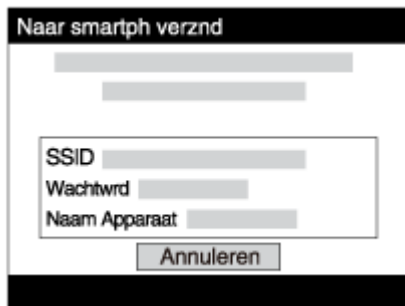 Naar smartph verznd
SSID
Wachtwrd
Naam Apparaat
Annuleren